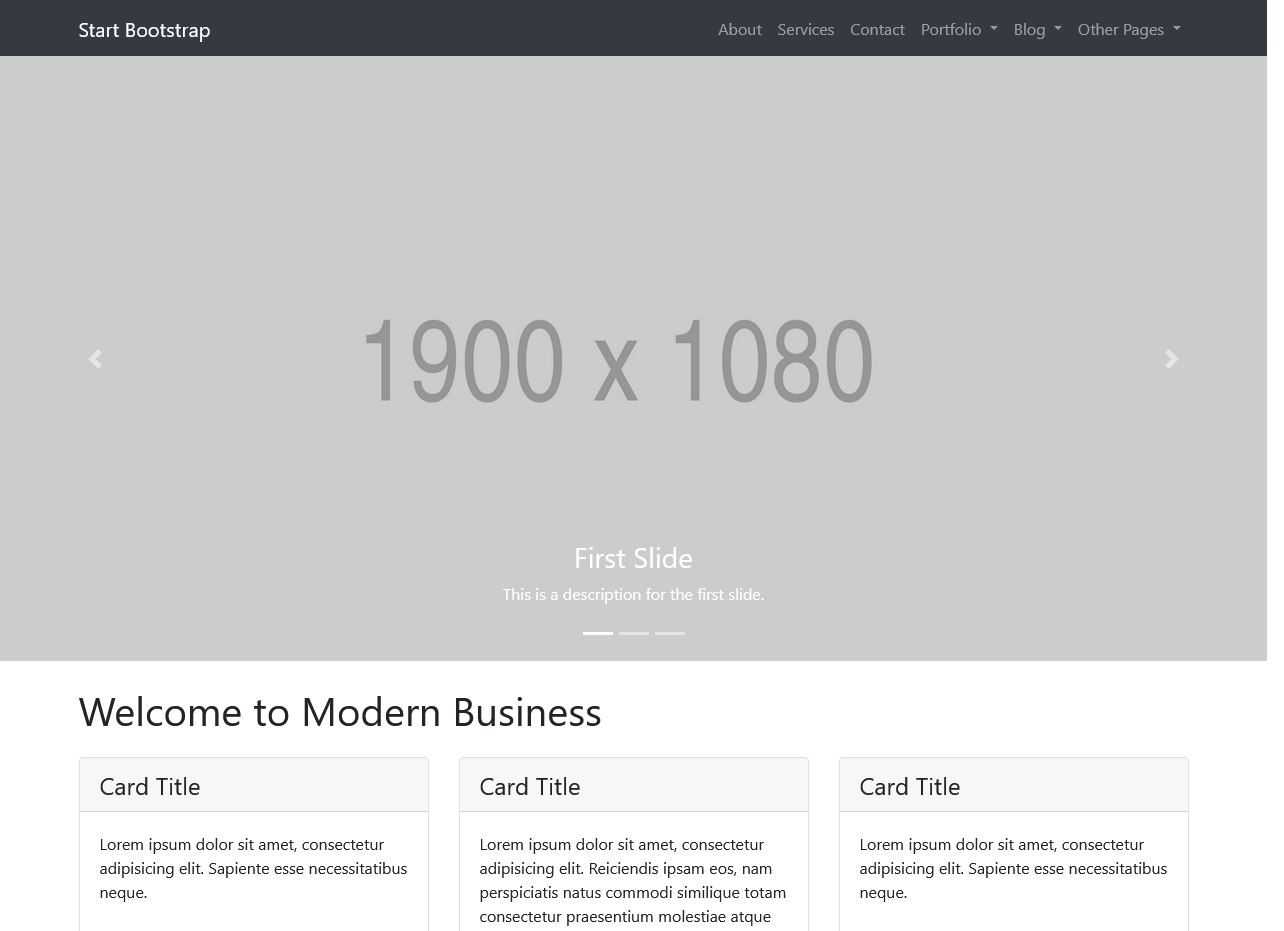 Start Bootstrap
About Services Contact Portfolio Blog Other Pages
1900 x 1080
First Slide
This is a description for the first slide.
Welcome to Modern Business
Card Title
Lorem ipsum dolor sit amet, consectetur
adipisicing elit. Sapiente esse necessitatibus
neque.
Card Title
Lorem ipsum dolor sit amet, consectetur
adipisicing elit. Reiciendis ipsam eos, nam
perspiciatis natus commodi similique totam
consectetur praesentium molestiae atque
Card Title
Lorem ipsum dolor sit amet, consectetur
adipisicing elit. Sapiente esse necessitatibus
neque.